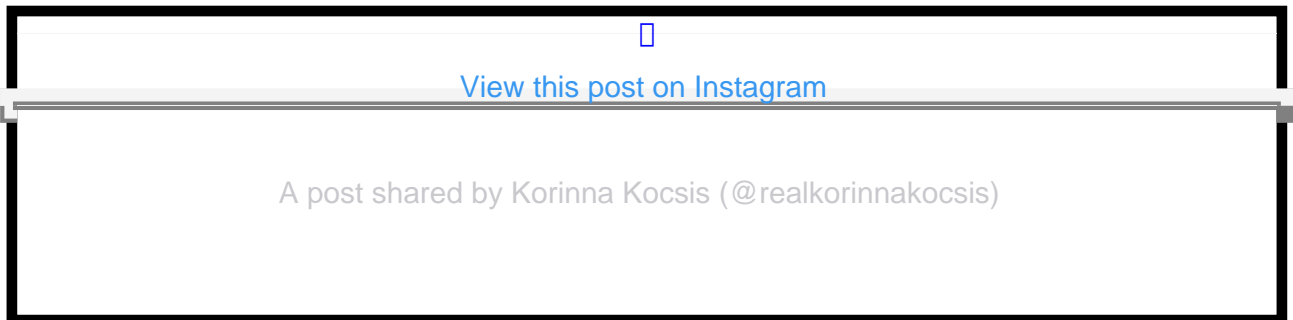 View this post on Instagram
A post shared by Korinna Kocsis (@realkorinnakocsis)